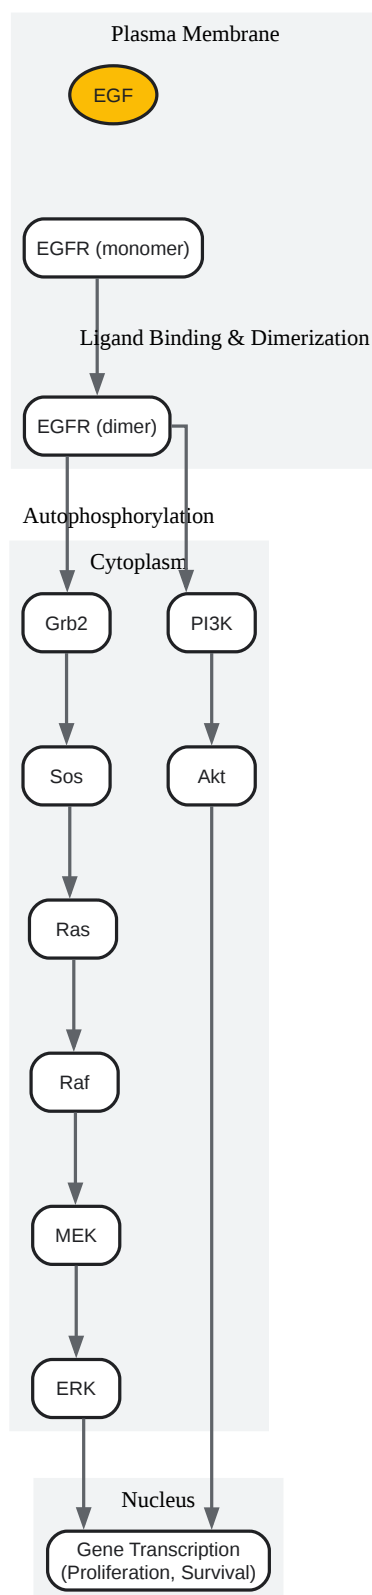 Plasma Membrane
EGF
EGFR (monomer)
Ligand Binding & Dimerization
EGFR (dimer)
Autophosphorylation
Cytoplasm
Grb2
PI3K
Sos
Akt
Ras
Raf
MEK
ERK
Nucleus
Gene Transcription
(Proliferation, Survival)